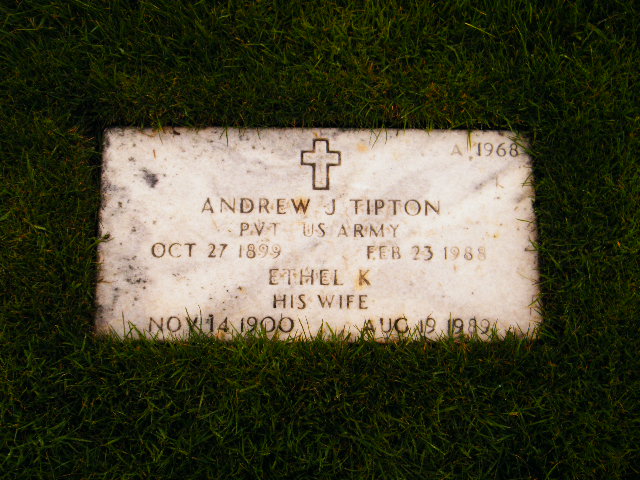 A 1968
ANDREW J TIPTON
PVT US ARMY
OCT 27 1899 FEB 23 1988
ETHEL K
HIS WIFE
NOV 14 1900 AUG 19 1989